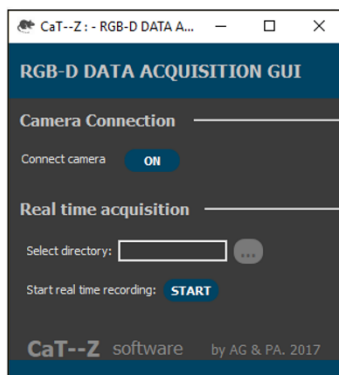 CaT--Z : - RGB-D DATA A...
RGB-D DATA ACQUISITION GUI
Camera Connection
Connect camera ON
Real time acquisition
Select directory: ...
Start real time recording: START
CaT--Z software by AG & PA. 2017